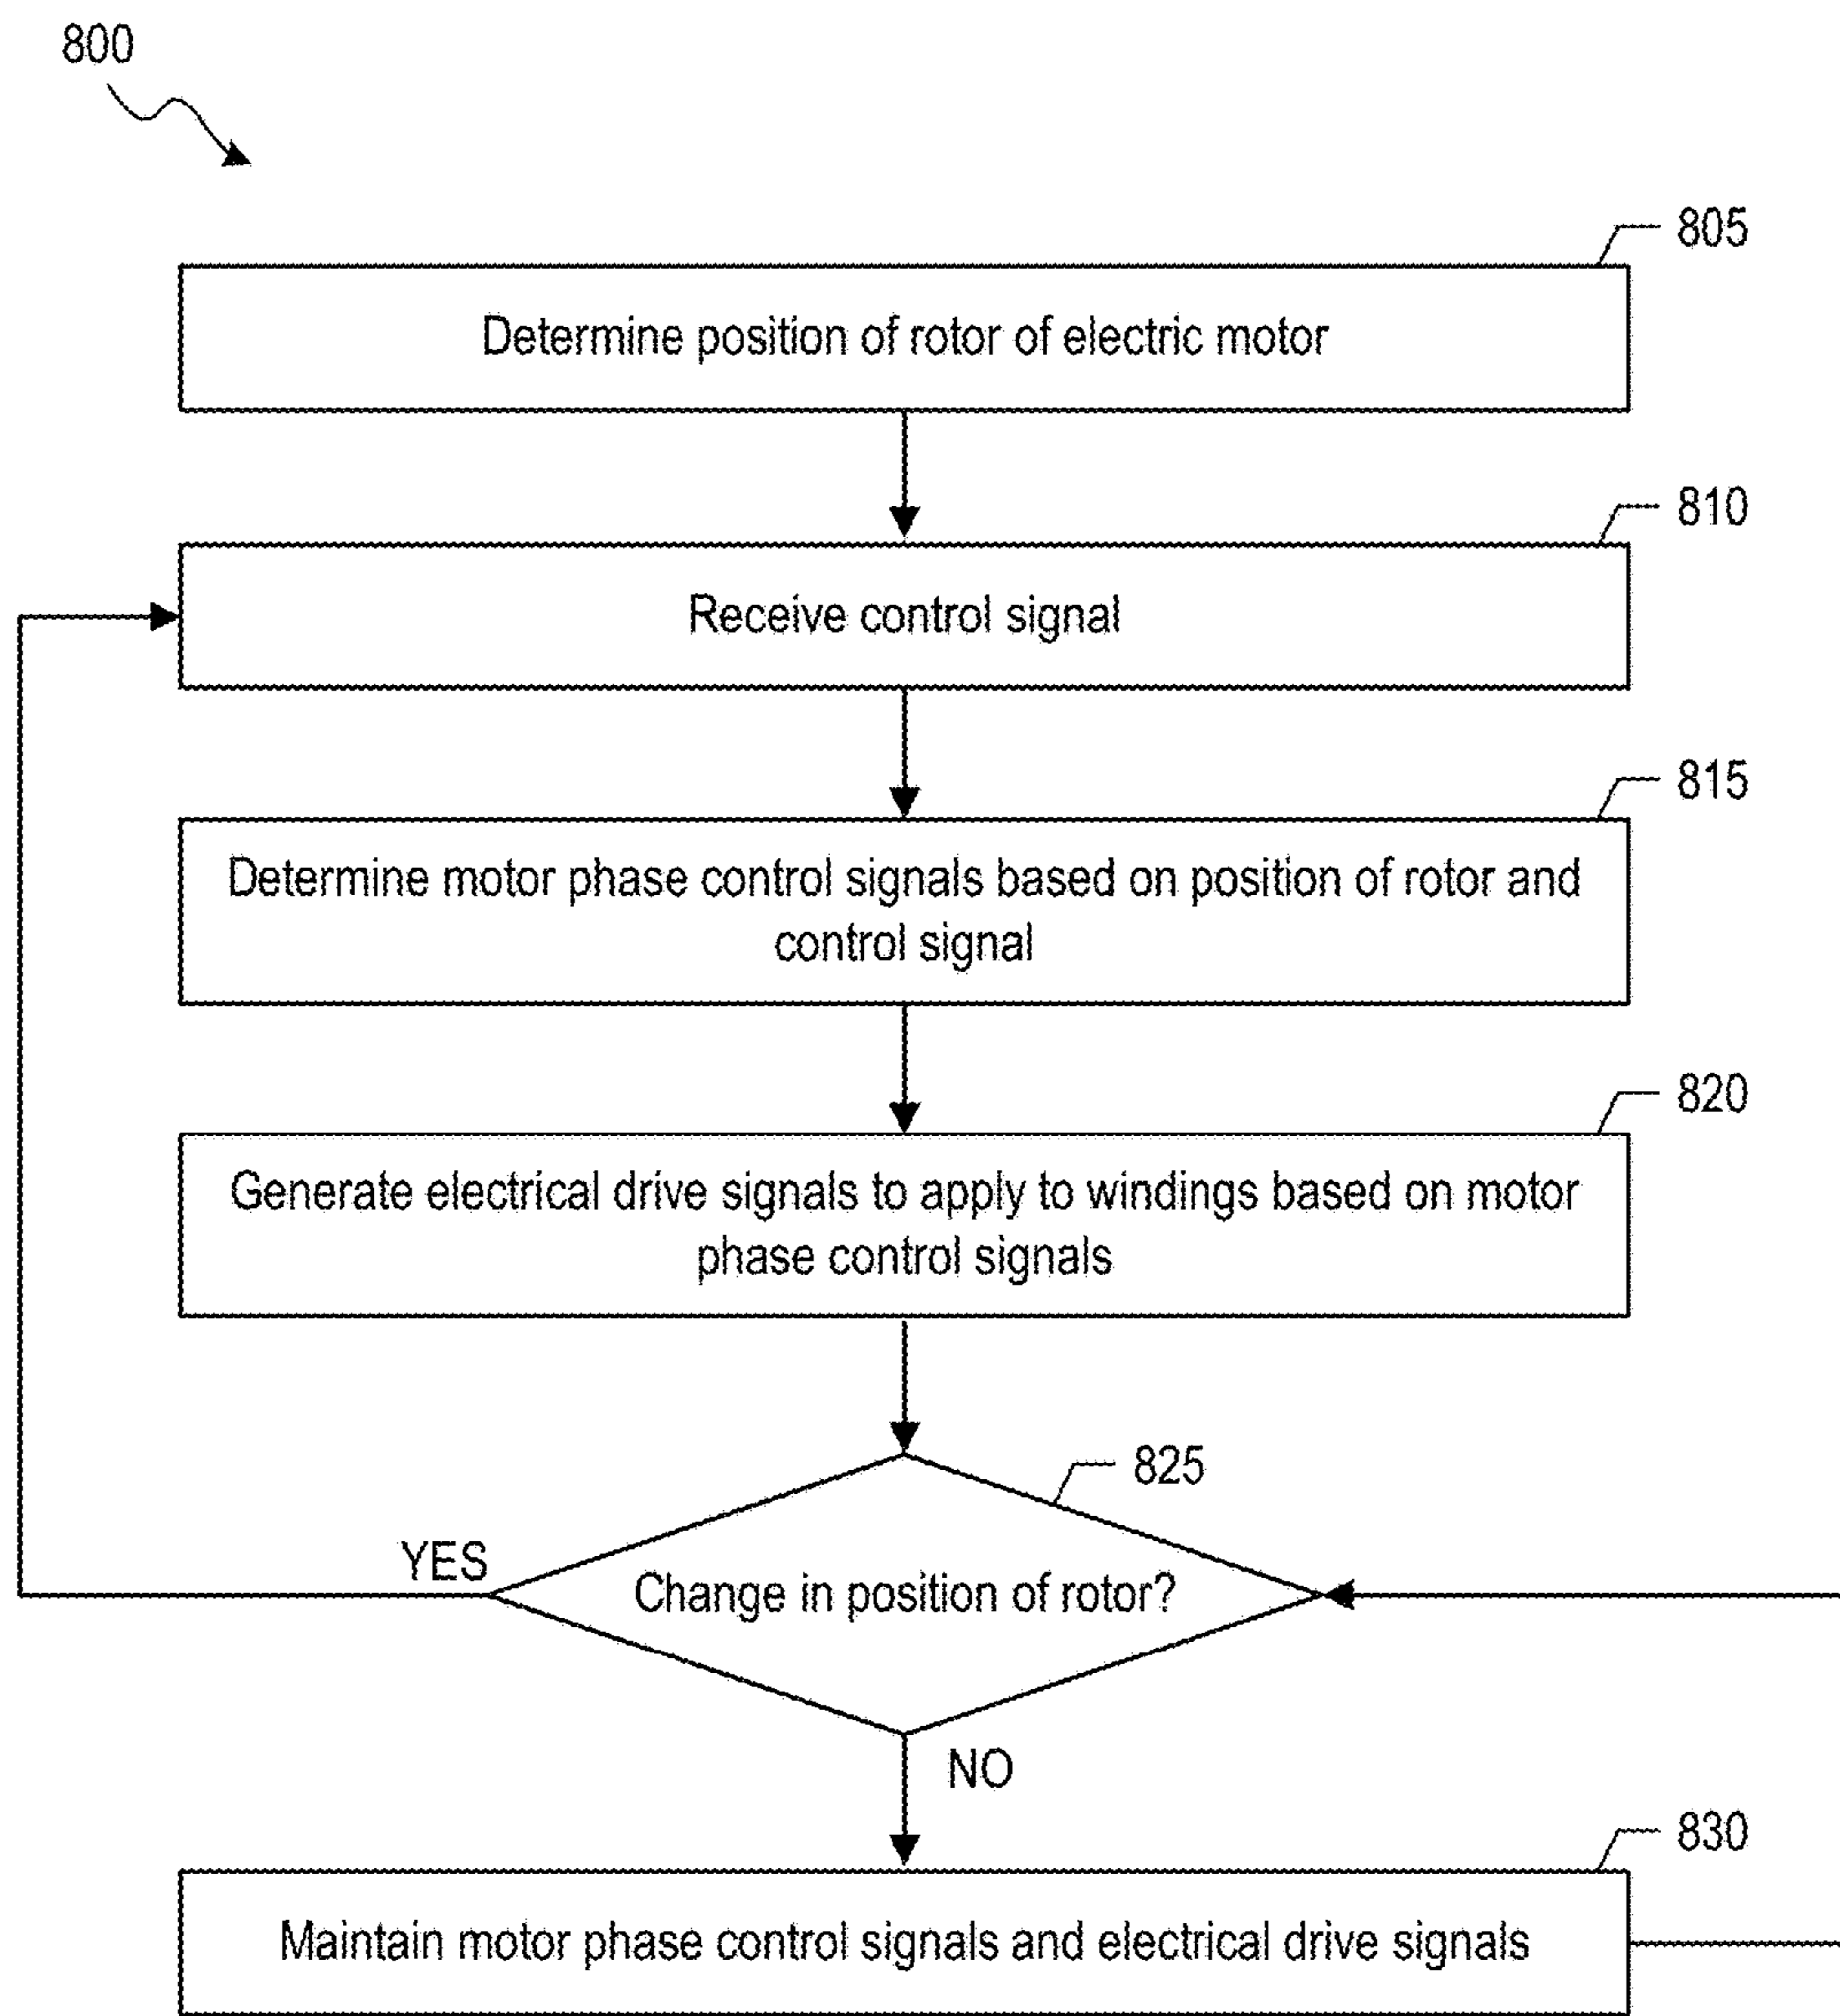 800
805
Determine position of rotor of electric motor
810
Receive control signal
815
Determine motor phase control signals based on position of rotor and
control signal
820
Generate electrical drive signals to apply to windings based on motor
phase control signals
825
YES
Change in position of rotor?
NO
830
Maintain motor phase control signals and electrical drive signals